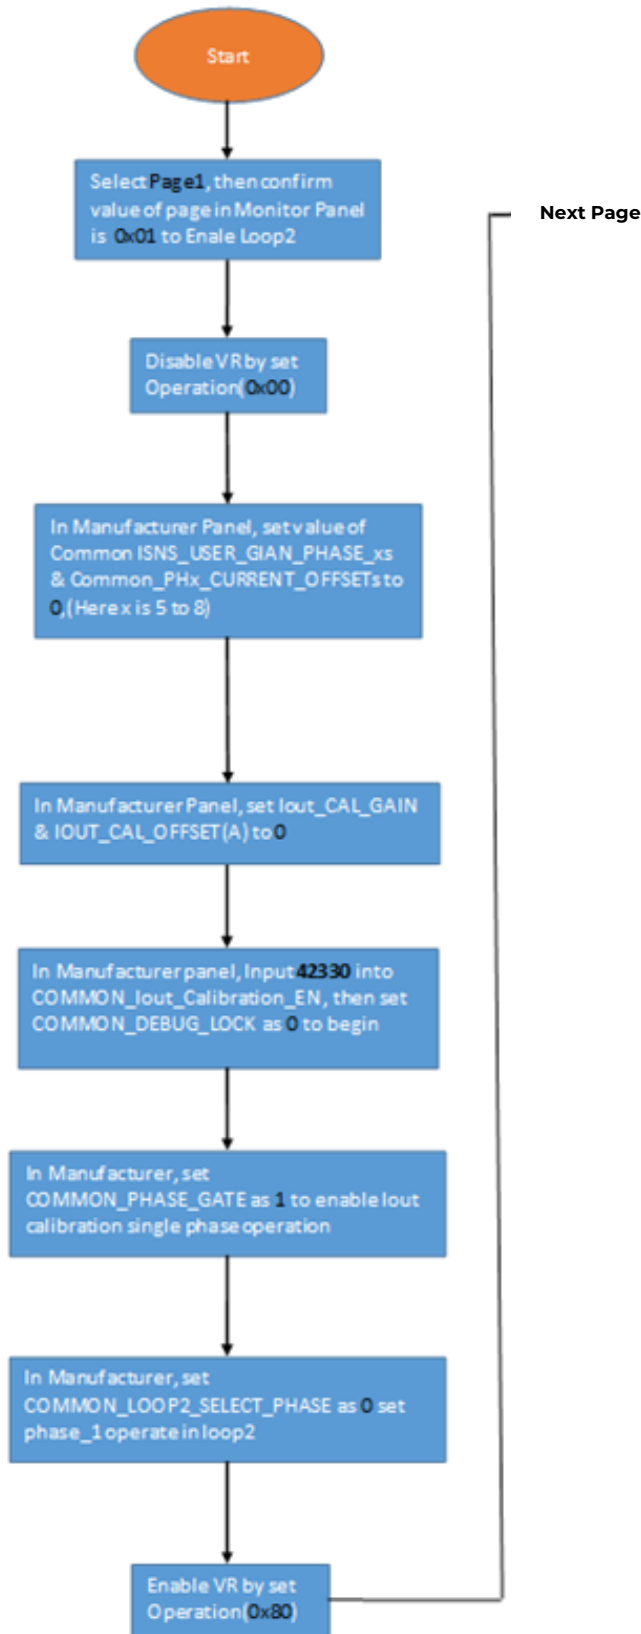 Start
Select Page1, then confirm
value of page in Monitor Panel
is 0x01 to Enale Loop2
Next Page
Disable VR by set
Operation(0x00)
In Manufacturer Panel, set value of
Common ISNS_USER_GIAN_PHASE_xs
& Common_PHx_CURRENT_OFFSETs to
0,(Here x is 5 to 8)
In Manufacturer Panel, set Iout_CAL_GAIN
& IOUT_CAL_OFFSET(A) to 0
In Manufacturer panel, Input 42330 into
COMMON_Iout_Calibration_EN, then set
COMMON_DEBUG_LOCK as 0 to begin
In Manufacturer, set
COMMON_PHASE_GATE as 1 to enable Iout
calibration single phase operation
In Manufacturer, set
COMMON_LOOP2_SELECT_PHASE as 0 set
phase_1 operate in loop2
Enable VR by set
Operation(0x80)